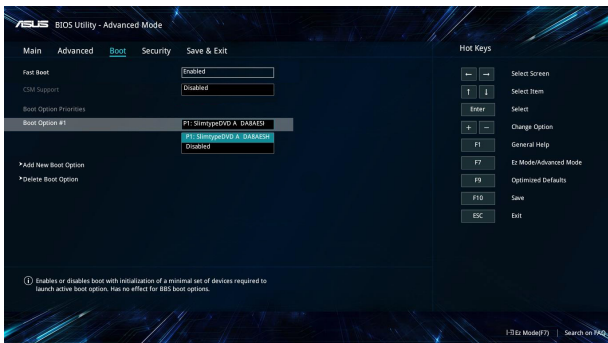 ASUS BIOS Utility - Advanced Mode
Main Advanced Boot Security Save & Exit
Hot Keys
Fast Boot Enabled
CSM Support Disabled
Boot Option Priorities
Boot Option #1 P1: SlimtypeDVD A DA8AESI
P1: SlimtypeDVD A DA8AESH
Disabled
Add New Boot Option
Delete Boot Option
← → Select Screen
↑ ↓ Select Item
Enter Select
+ − Change Option
F1 General Help
F7 Ez Mode/Advanced Mode
F9 Optimized Defaults
F10 Save
ESC Exit
Enables or disables boot with initialization of a minimal set of devices required to
launch active boot option. Has no effect for BBS boot options.
Ez Mode(F7) | Search on FAQ